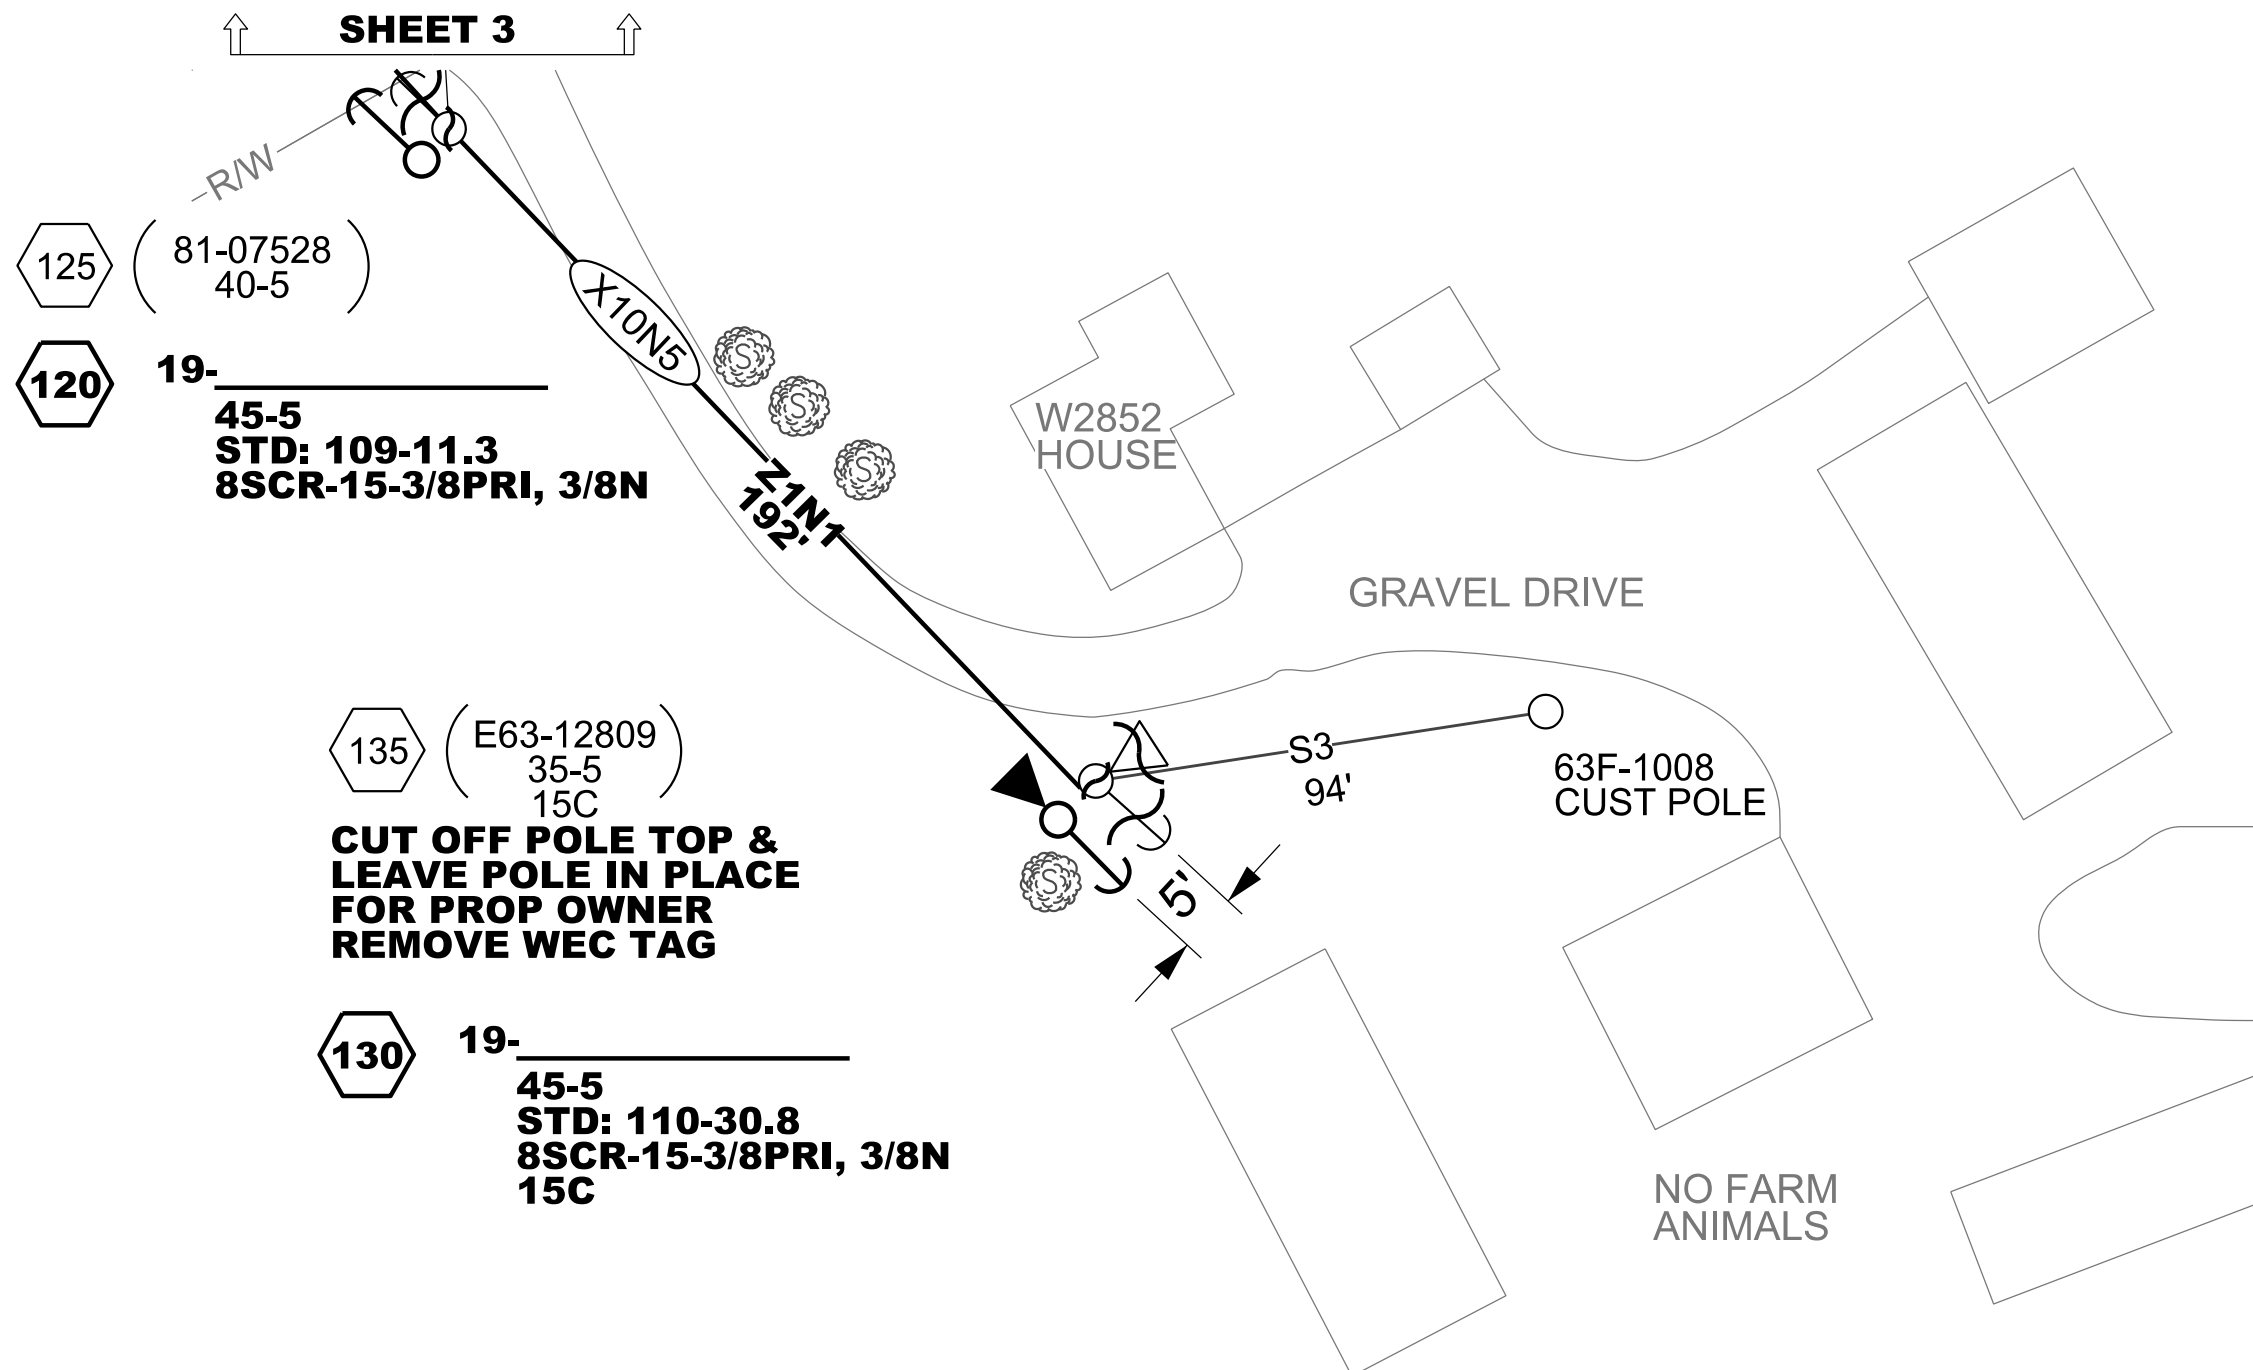 SHEET 3
R/W
125
81-07528
40-5
120
19-
45-5
STD: 109-11.3
8SCR-15-3/8PRI, 3/8N
X10N5
S
S
S
Z1N1
192'
W2852
HOUSE
GRAVEL DRIVE
135
E63-12809
35-5
15C
CUT OFF POLE TOP &
LEAVE POLE IN PLACE
FOR PROP OWNER
REMOVE WEC TAG
S3
94'
63F-1008
CUST POLE
S
5'
130
19-
45-5
STD: 110-30.8
8SCR-15-3/8PRI, 3/8N
15C
NO FARM
ANIMALS